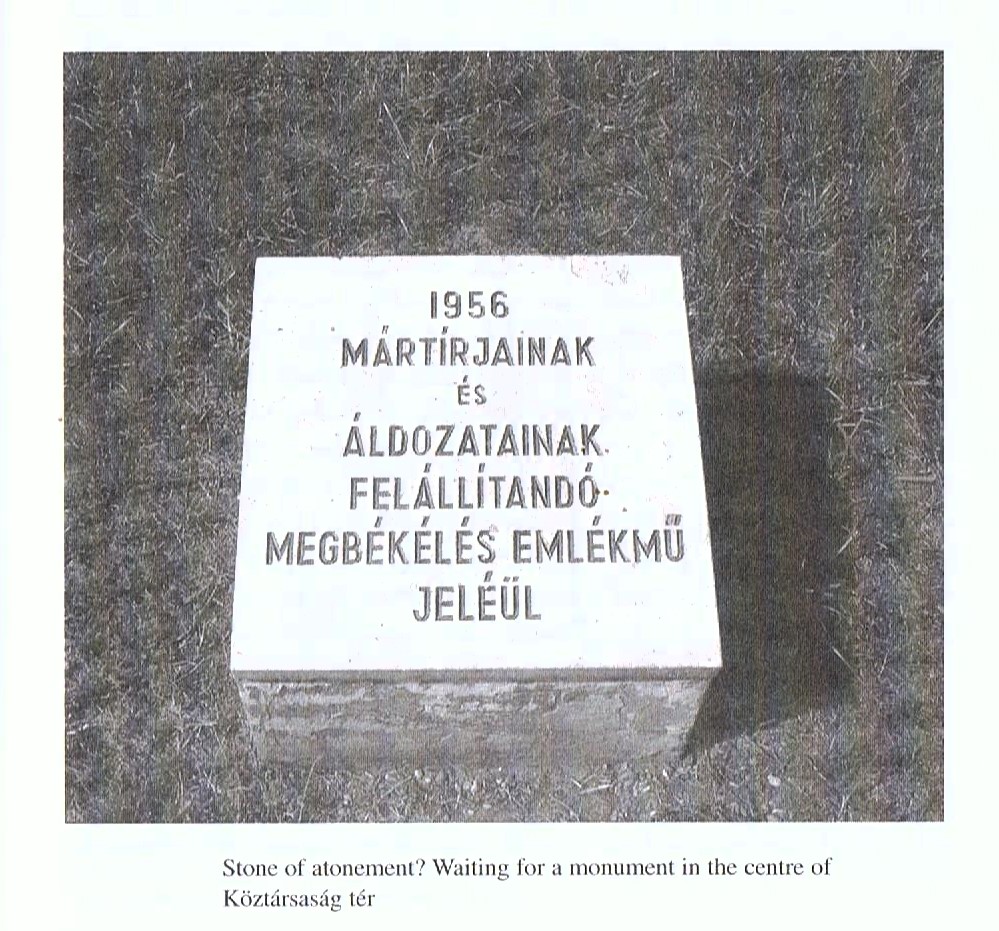 1956
MÁRTÍRJAINAK
ÉS
ÁLDOZATAINAK
FELÁLLÍTANDÓ
MEGBÉKÉLÉS EMLÉKMŰ
JELÉÜL
Stone of atonement? Waiting for a monument in the centre of
Köztársaság tér